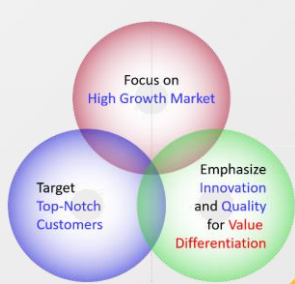 Focus on
High Growth Market
Target
Top-Notch
Customers
Emphasize
Innovation
and Quality
for Value
Differentiation